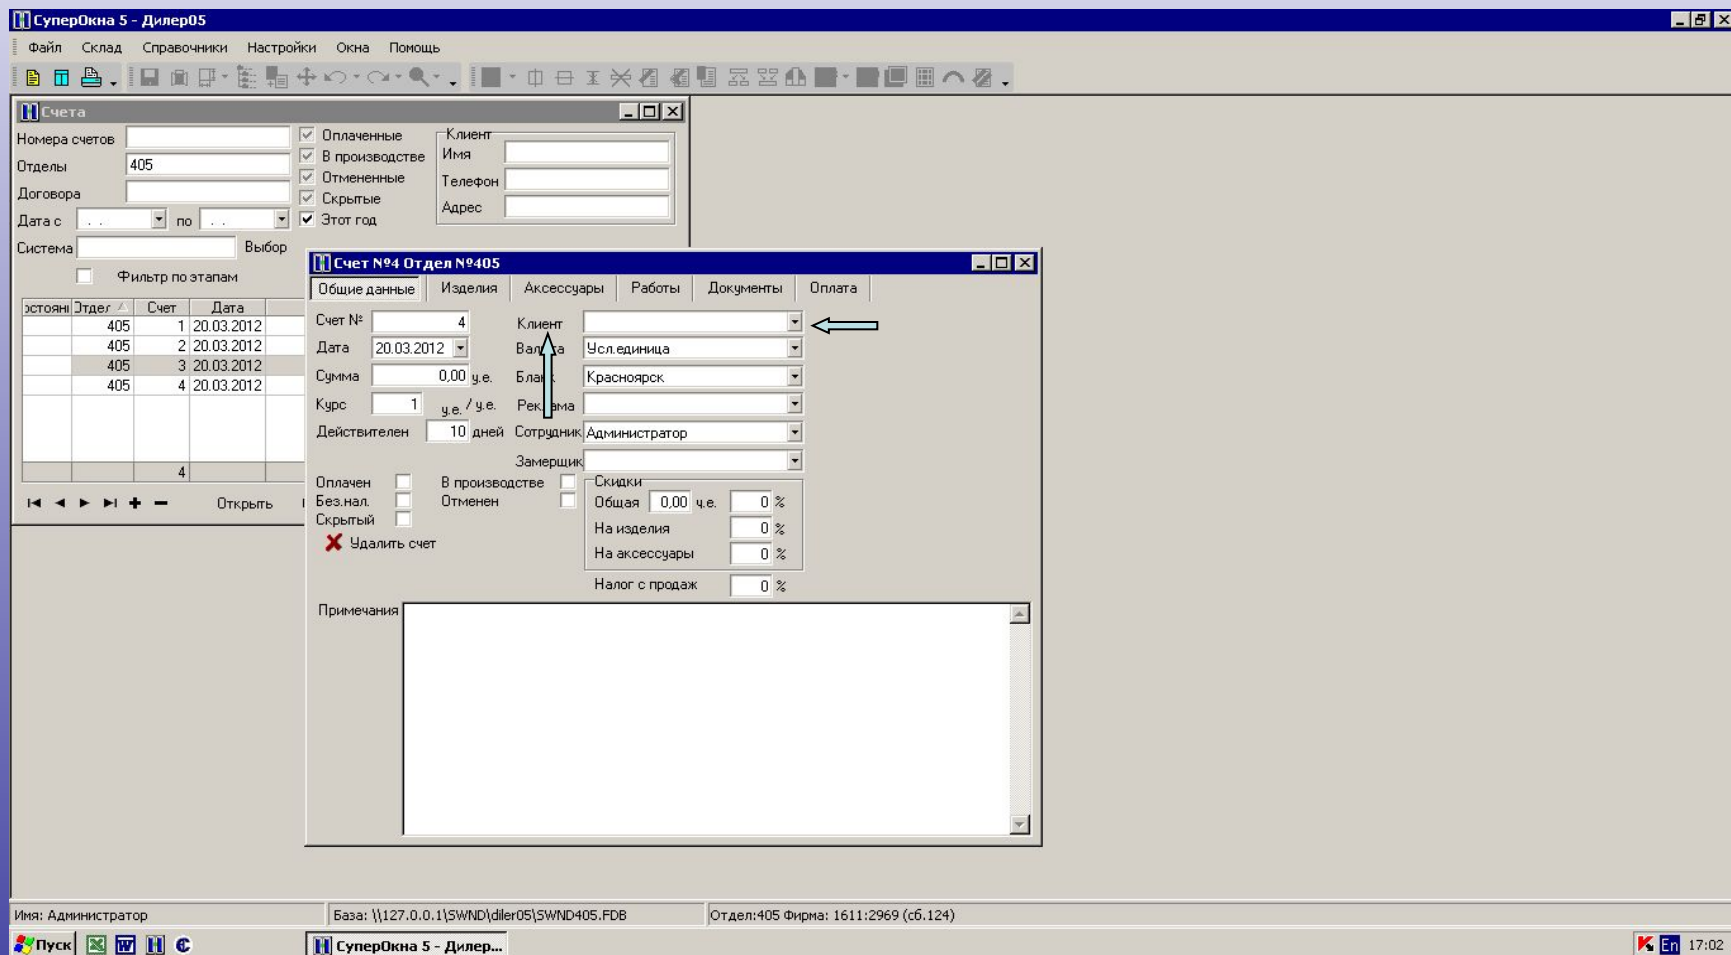 СуперОкна 5 - Дилер05
Файл Склад Справочники Настройки Окна Помощь
Счета
Номера счетов
Отделы 405
Договора
Дата с . . по . .
Система Выбор
Фильтр по этапам
Оплаченные
В производстве
Отмененные
Скрытые
Этот год
Клиент
Имя
Телефон
Адрес
Счет Дата
405 1 20.03.2012
405 2 20.03.2012
405 3 20.03.2012
405 4 20.03.2012
4
Открыть
Счет №4 Отдел №405
Общие данные Изделия Аксессуары Работы Документы Оплата
Счет № 4 Клиент
Дата 20.03.2012 Усл.единица
Сумма 0,00 у.е. Красноярск
Курс 1 у.е. / у.е.
Действителен 10 дней Сотрудник Администратор
Замерщик
Оплачен В производстве
Без.нал. Отменен
Скрытый
Удалить счет
Скидки
Общая 0,00 у.е. 0 %
На изделия 0 %
На аксессуары 0 %
Налог с продаж 0 %
Примечания
Имя: Администратор База: \\127.0.0.1\SWND\diler05\SWND405.FDB Отдел:405 Фирма: 1611:2969 (сб.124)
Пуск СуперОкна 5 - Дилер... En 17:02